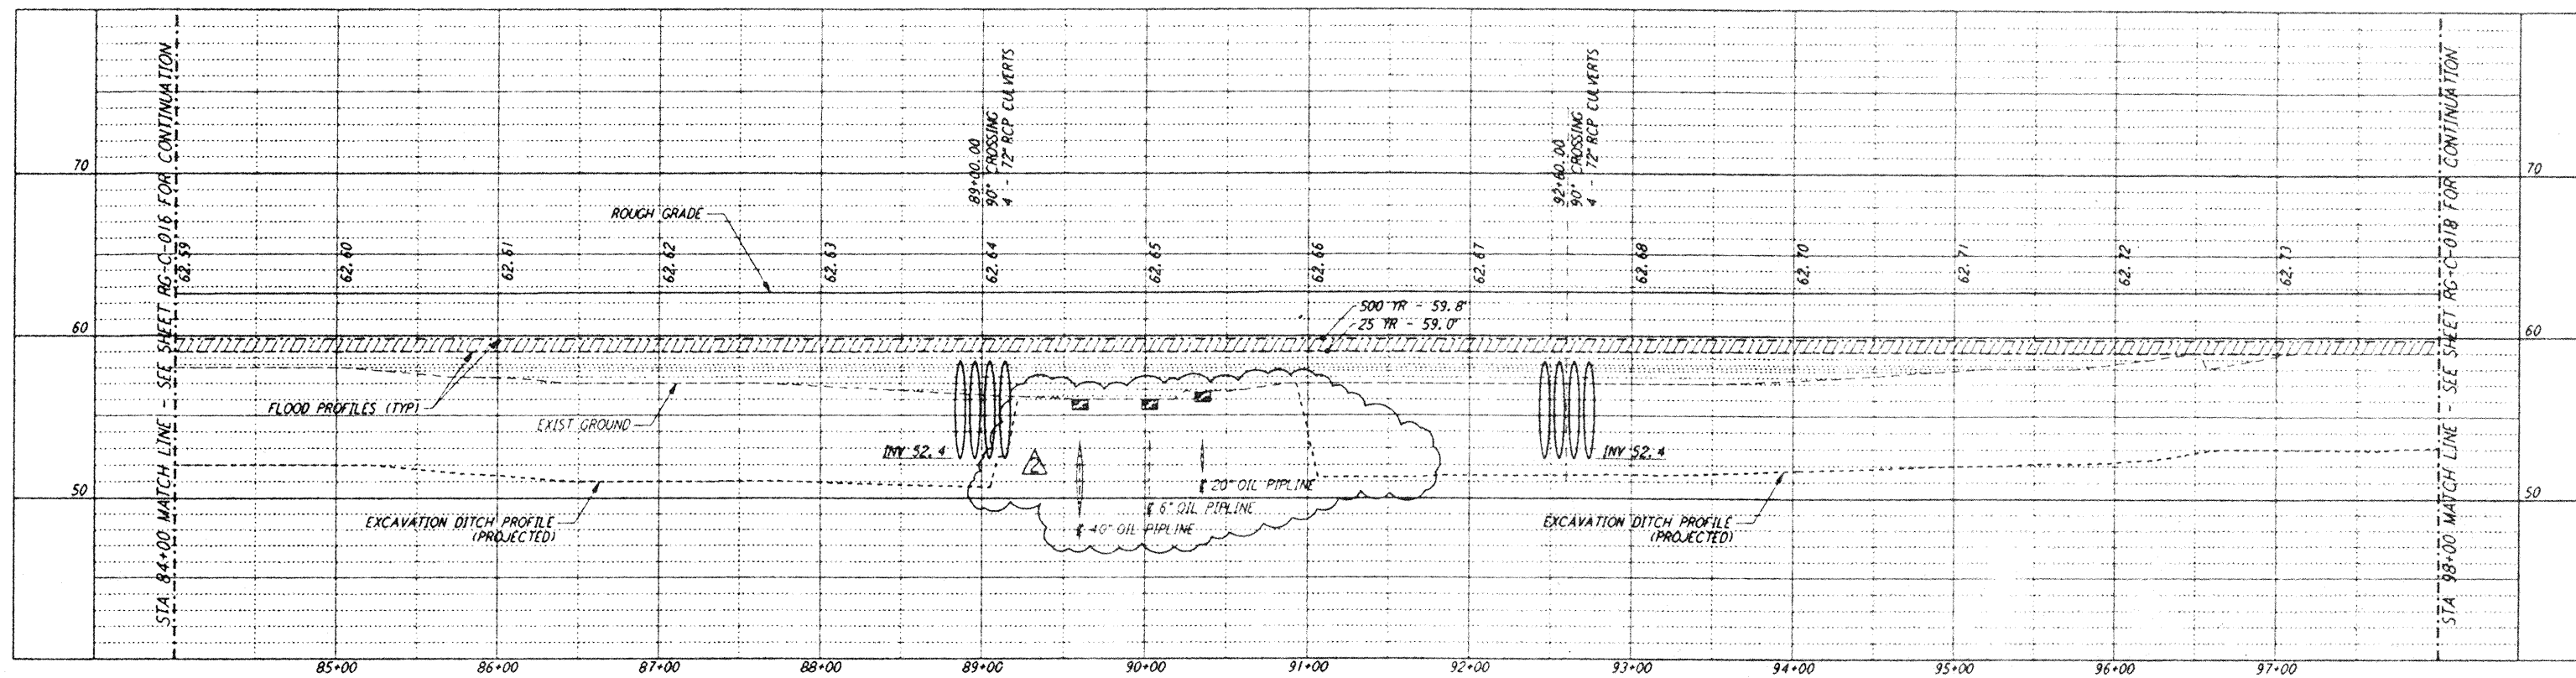 STA 84+00 MATCH LINE - SEE SHEET RG-C-016 FOR CONTINUATION
89+00.00
90° CROSSING
4 - 72" RCP CULVERTS
92+60.00
90° CROSSING
4 - 72" RCP CULVERTS
STA 98+00 MATCH LINE - SEE SHEET RG-C-018 FOR CONTINUATION
70
70
ROUGH GRADE
62.59
62.60
62.61
62.62
62.63
62.64
62.65
62.66
62.67
62.68
62.70
62.71
62.72
62.73
500 YR - 59.8'
25 YR - 59.0'
60
60
FLOOD PROFILES (TYP)
EXIST GROUND
INV 52.4
2
INV 52.4
20" OIL PIPLINE
6" OIL PIPLINE
40" OIL PIPLINE
50
50
EXCAVATION DITCH PROFILE
(PROJECTED)
EXCAVATION DITCH PROFILE
(PROJECTED)
85+00
86+00
87+00
88+00
89+00
90+00
91+00
92+00
93+00
94+00
95+00
96+00
97+00